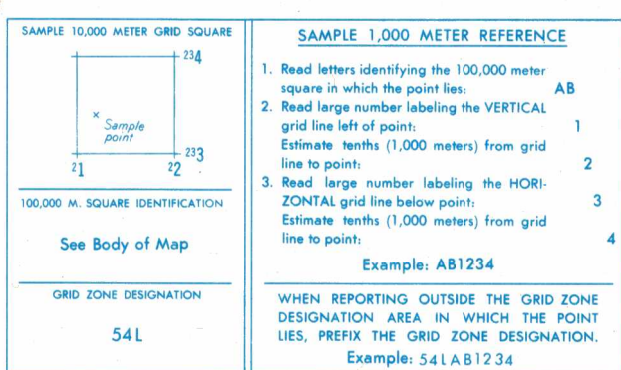 SAMPLE 10,000 METER GRID SQUARE
234
Sample
point
233
21
22
100,000 M. SQUARE IDENTIFICATION
See Body of Map
GRID ZONE DESIGNATION
54L
SAMPLE 1,000 METER REFERENCE
1. Read letters identifying the 100,000 meter
square in which the point lies: AB
2. Read large number labeling the VERTICAL
grid line left of point: 1
Estimate tenths (1,000 meters) from grid
line to point: 2
3. Read large number labeling the HORI-
ZONTAL grid line below point: 3
Estimate tenths (1,000 meters) from grid
line to point: 4
Example: AB1234
WHEN REPORTING OUTSIDE THE GRID ZONE
DESIGNATION AREA IN WHICH THE POINT
LIES, PREFIX THE GRID ZONE DESIGNATION.
Example: 54LAB1234